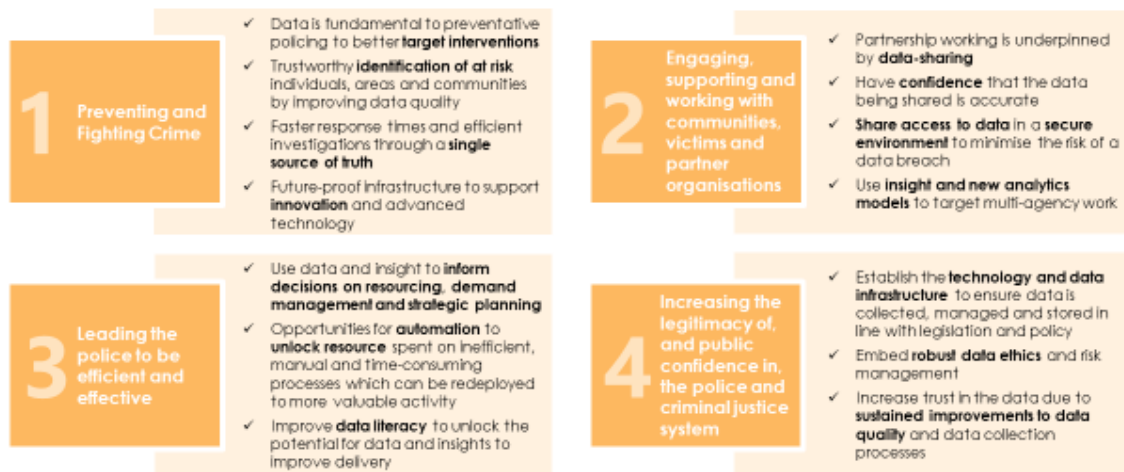 1
Preventing and
Fighting Crime
✓ Data is fundamental to preventative
policing to better target interventions
✓ Trustworthy identification of at risk
individuals, areas and communities
by improving data quality
✓ Faster response times and efficient
investigations through a single
source of truth
✓ Future-proof infrastructure to support
innovation and advanced
technology
2
Engaging,
supporting and
working with
communities,
victims and
partner
organisations
✓ Partnership working is underpinned
by data-sharing
✓ Have confidence that the data
being shared is accurate
✓ Share access to data in a secure
environment to minimise the risk of a
data breach
✓ Use insight and new analytics
models to target multi-agency work
3
Leading the
police to be
efficient and
effective
✓ Use data and insight to inform
decisions on resourcing, demand
management and strategic planning
✓ Opportunities for automation to
unlock resource spent on inefficient,
manual and time-consuming
processes which can be redeployed
to more valuable activity
✓ Improve data literacy to unlock the
potential for data and insights to
improve delivery
4
Increasing the
legitimacy of,
and public
confidence in,
the police and
criminal justice
system
✓ Establish the technology and data
infrastructure to ensure data is
collected, managed and stored in
line with legislation and policy
✓ Embed robust data ethics and risk
management
✓ Increase trust in the data due to
sustained improvements to data
quality and data collection
processes